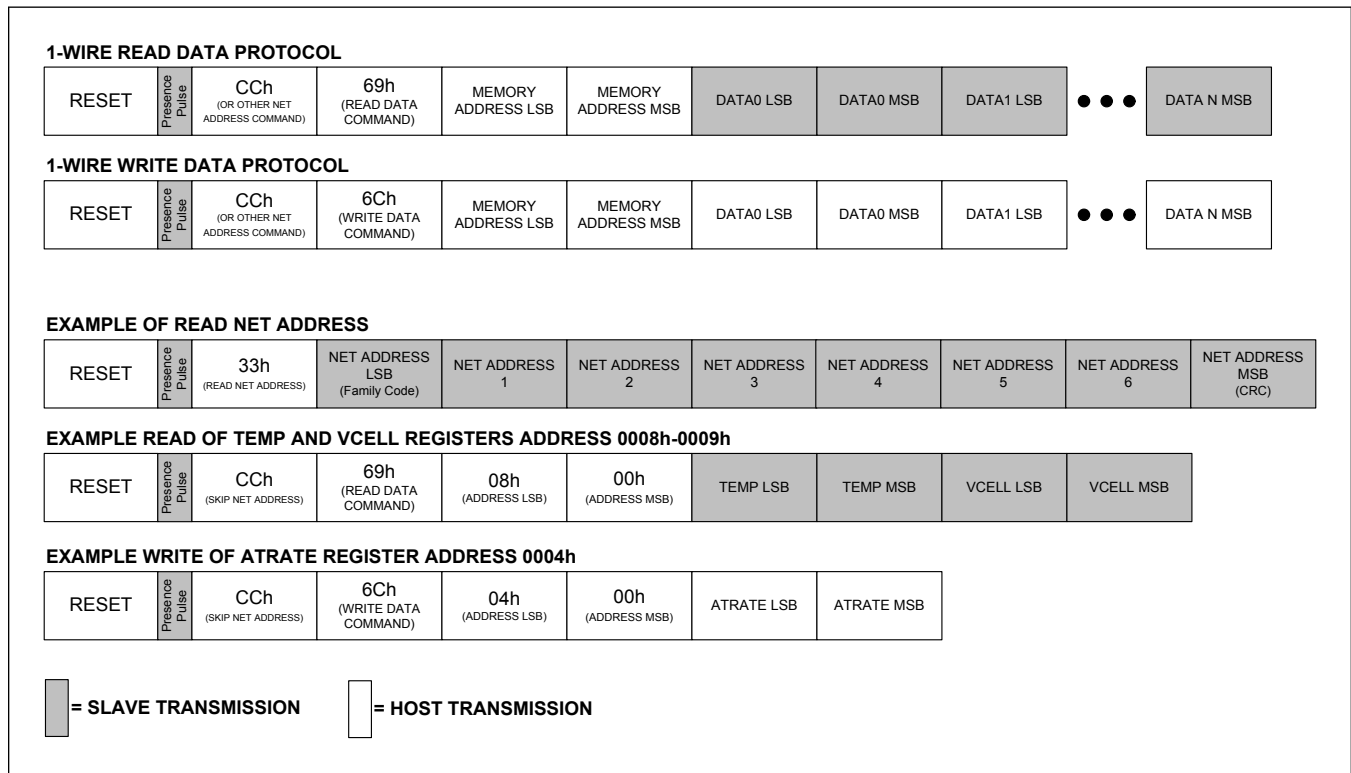 1-WIRE READ DATA PROTOCOL
RESET
Presence
Pulse
CCh
(OR OTHER NET
ADDRESS COMMAND)
69h
(READ DATA
COMMAND)
MEMORY
ADDRESS LSB
MEMORY
ADDRESS MSB
DATA0 LSB
DATA0 MSB
DATA1 LSB
DATA N MSB
1-WIRE WRITE DATA PROTOCOL
RESET
Presence
Pulse
CCh
(OR OTHER NET
ADDRESS COMMAND)
6Ch
(WRITE DATA
COMMAND)
MEMORY
ADDRESS LSB
MEMORY
ADDRESS MSB
DATA0 LSB
DATA0 MSB
DATA1 LSB
DATA N MSB
EXAMPLE OF READ NET ADDRESS
RESET
Presence
Pulse
33h
(READ NET ADDRESS)
NET ADDRESS
LSB
(Family Code)
NET ADDRESS
1
NET ADDRESS
2
NET ADDRESS
3
NET ADDRESS
4
NET ADDRESS
5
NET ADDRESS
6
NET ADDRESS
MSB
(CRC)
EXAMPLE READ OF TEMP AND VCELL REGISTERS ADDRESS 0008h-0009h
RESET
Presence
Pulse
CCh
(SKIP NET ADDRESS)
69h
(READ DATA
COMMAND)
08h
(ADDRESS LSB)
00h
(ADDRESS MSB)
TEMP LSB
TEMP MSB
VCELL LSB
VCELL MSB
EXAMPLE WRITE OF ATRATE REGISTER ADDRESS 0004h
RESET
Presence
Pulse
CCh
(SKIP NET ADDRESS)
6Ch
(WRITE DATA
COMMAND)
04h
(ADDRESS LSB)
00h
(ADDRESS MSB)
ATRATE LSB
ATRATE MSB
= SLAVE TRANSMISSION
= HOST TRANSMISSION